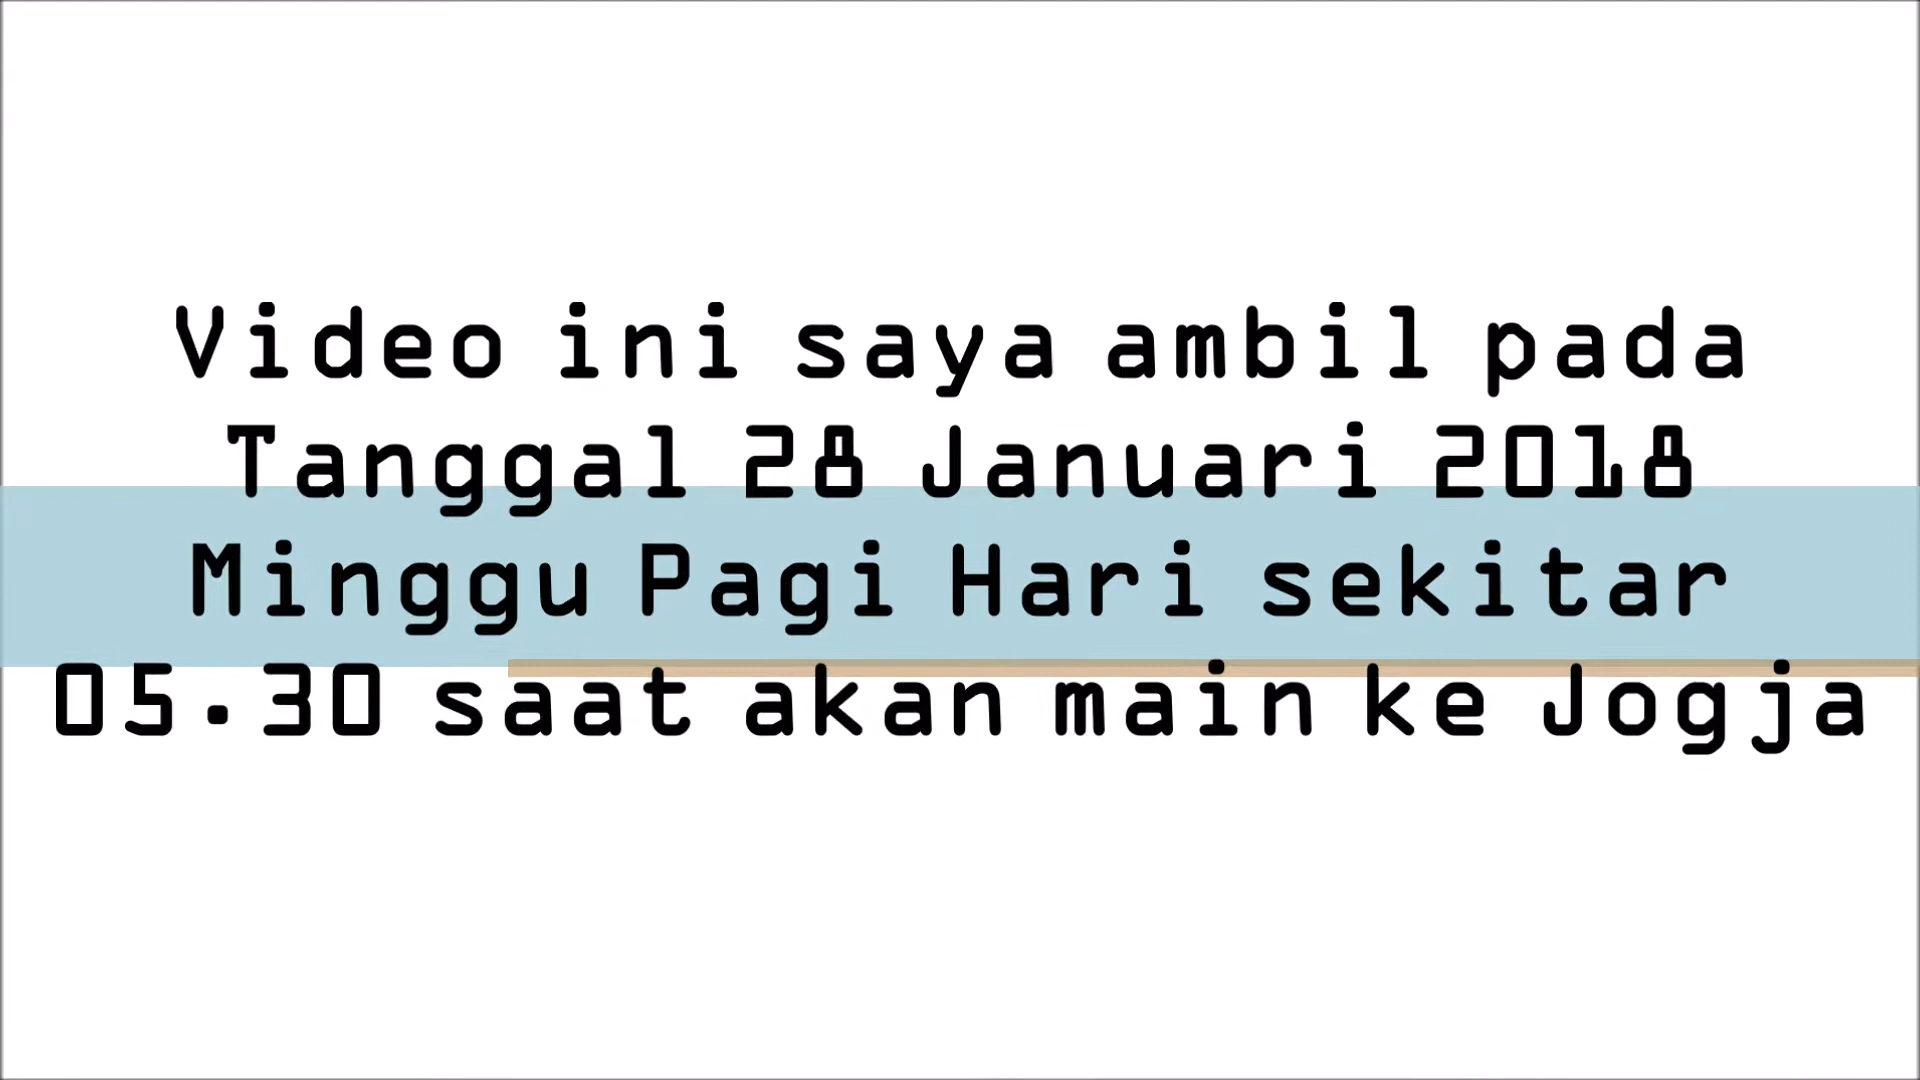 Video ini saya ambil pada
Tanggal 28 Januari 2018
Minggu Pagi Hari sekitar
05.30 saat akan main ke Jogja